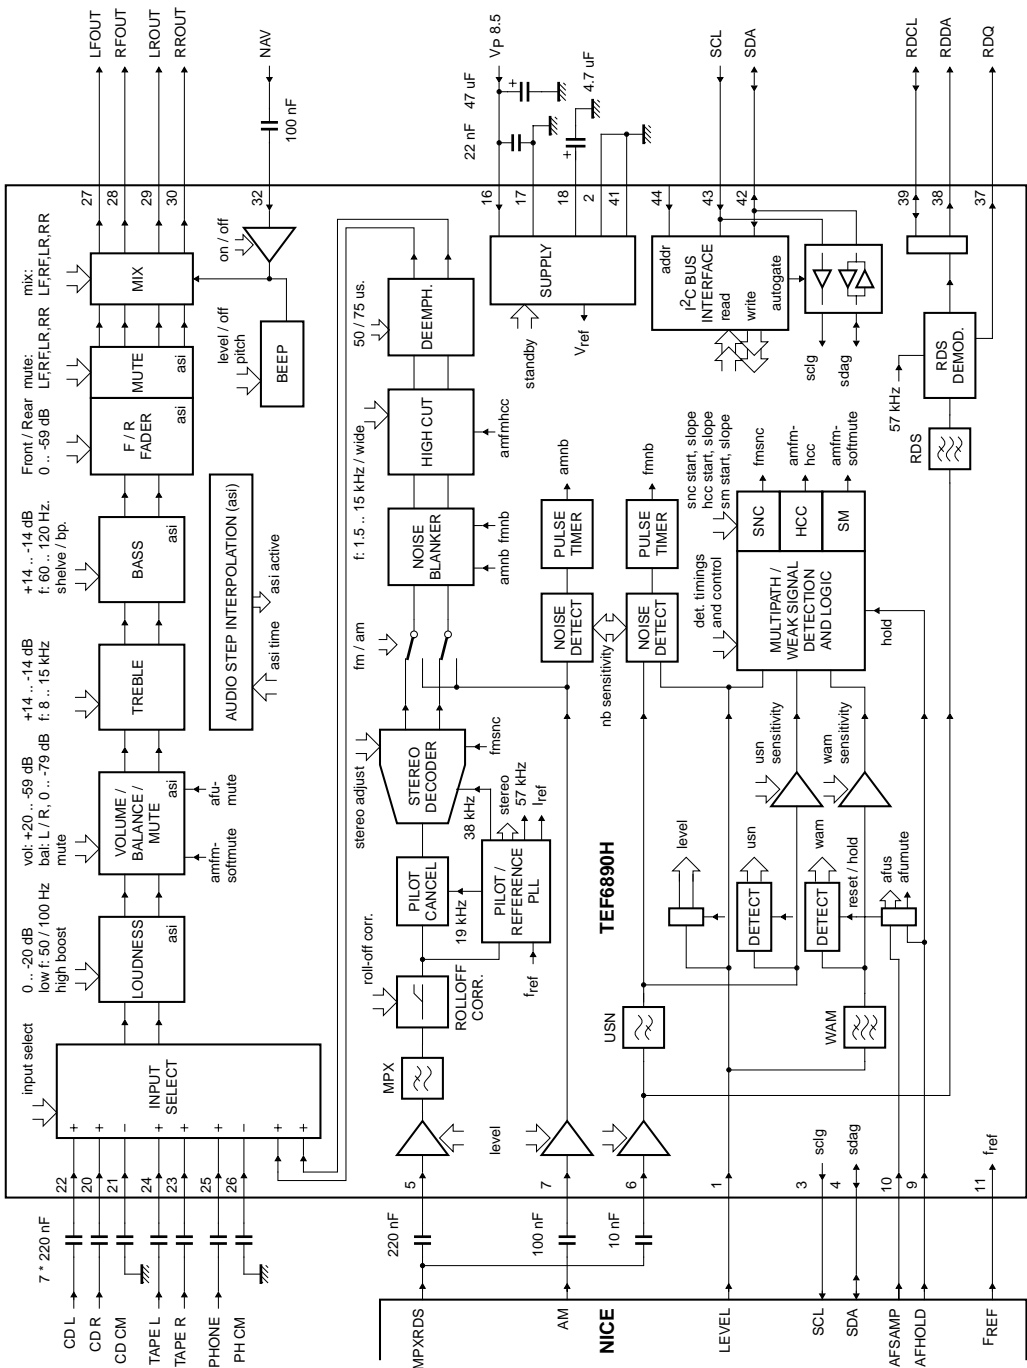 CD L
CD R
CD CM
TAPE L
TAPE R
PHONE
PH CM
7 * 220 nF
22
20
21
24
23
25
26
+
+
–
+
+
+
–
+
+
INPUT
SELECT
input select
0 .. -20 dB
low f: 50 / 100 Hz
high boost
LOUDNESS
asi
vol: +20 .. -59 dB
bal: L / R, 0 .. -79 dB
mute
VOLUME /
BALANCE /
MUTE
asi
amfm-
softmute
afu-
mute
+14 .. -14 dB
f: 8 .. 15 kHz
TREBLE
+14 .. -14 dB
f: 60 .. 120 Hz.
shelve / bp.
BASS
asi
AUDIO STEP INTERPOLATION (asi)
asi time
asi active
Front / Rear
0 .. -59 dB
F / R
FADER
asi
mute:
LF,RF,LR,RR
MUTE
asi
mix:
LF,RF,LR,RR
MIX
level / off
pitch
BEEP
on / off
27
28
29
30
32
LFOUT
RFOUT
LROUT
RROUT
NAV
100 nF
MPXRDS
220 nF
5
level
MPX
roll-off corr.
ROLLOFF
CORR.
PILOT
CANCEL
19 kHz
PILOT /
REFERENCE
PLL
fref
38 kHz
stereo
57 kHz
Iref
stereo adjust
STEREO
DECODER
fmsnc
fm / am
NOISE
BLANKER
amnb
fmnb
f: 1.5 .. 15 kHz / wide
HIGH CUT
amfmhcc
50 / 75 us.
DEEMPH.
AM
100 nF
7
NOISE
DETECT
PULSE
TIMER
amnb
nb sensitivity
NICE
TEF6890H
10 nF
6
USN
NOISE
DETECT
PULSE
TIMER
fmnb
16
17
18
2
41
22 nF
47 uF
VP 8.5
4.7 uF
standby
SUPPLY
Vref
44
43
42
SCL
SDA
addr
I2C BUS
INTERFACE
read
write
autogate
sclg
sdag
LEVEL
1
level
DETECT
usn
DETECT
wam
reset / hold
WAM
usn
sensitivity
wam
sensitivity
afus
afumute
det. timings
and control
MULTIPATH /
WEAK SIGNAL
DETECTION
AND LOGIC
hold
snc start, slope
hcc start, slope
sm start, slope
SNC
HCC
SM
fmsnc
amfm-
hcc
amfm-
softmute
SCL
SDA
3
4
sclg
sdag
AFSAMP
AFHOLD
10
9
FREF
11
fref
RDS
57 kHz
RDS
DEMOD.
39
38
37
RDCL
RDDA
RDQ